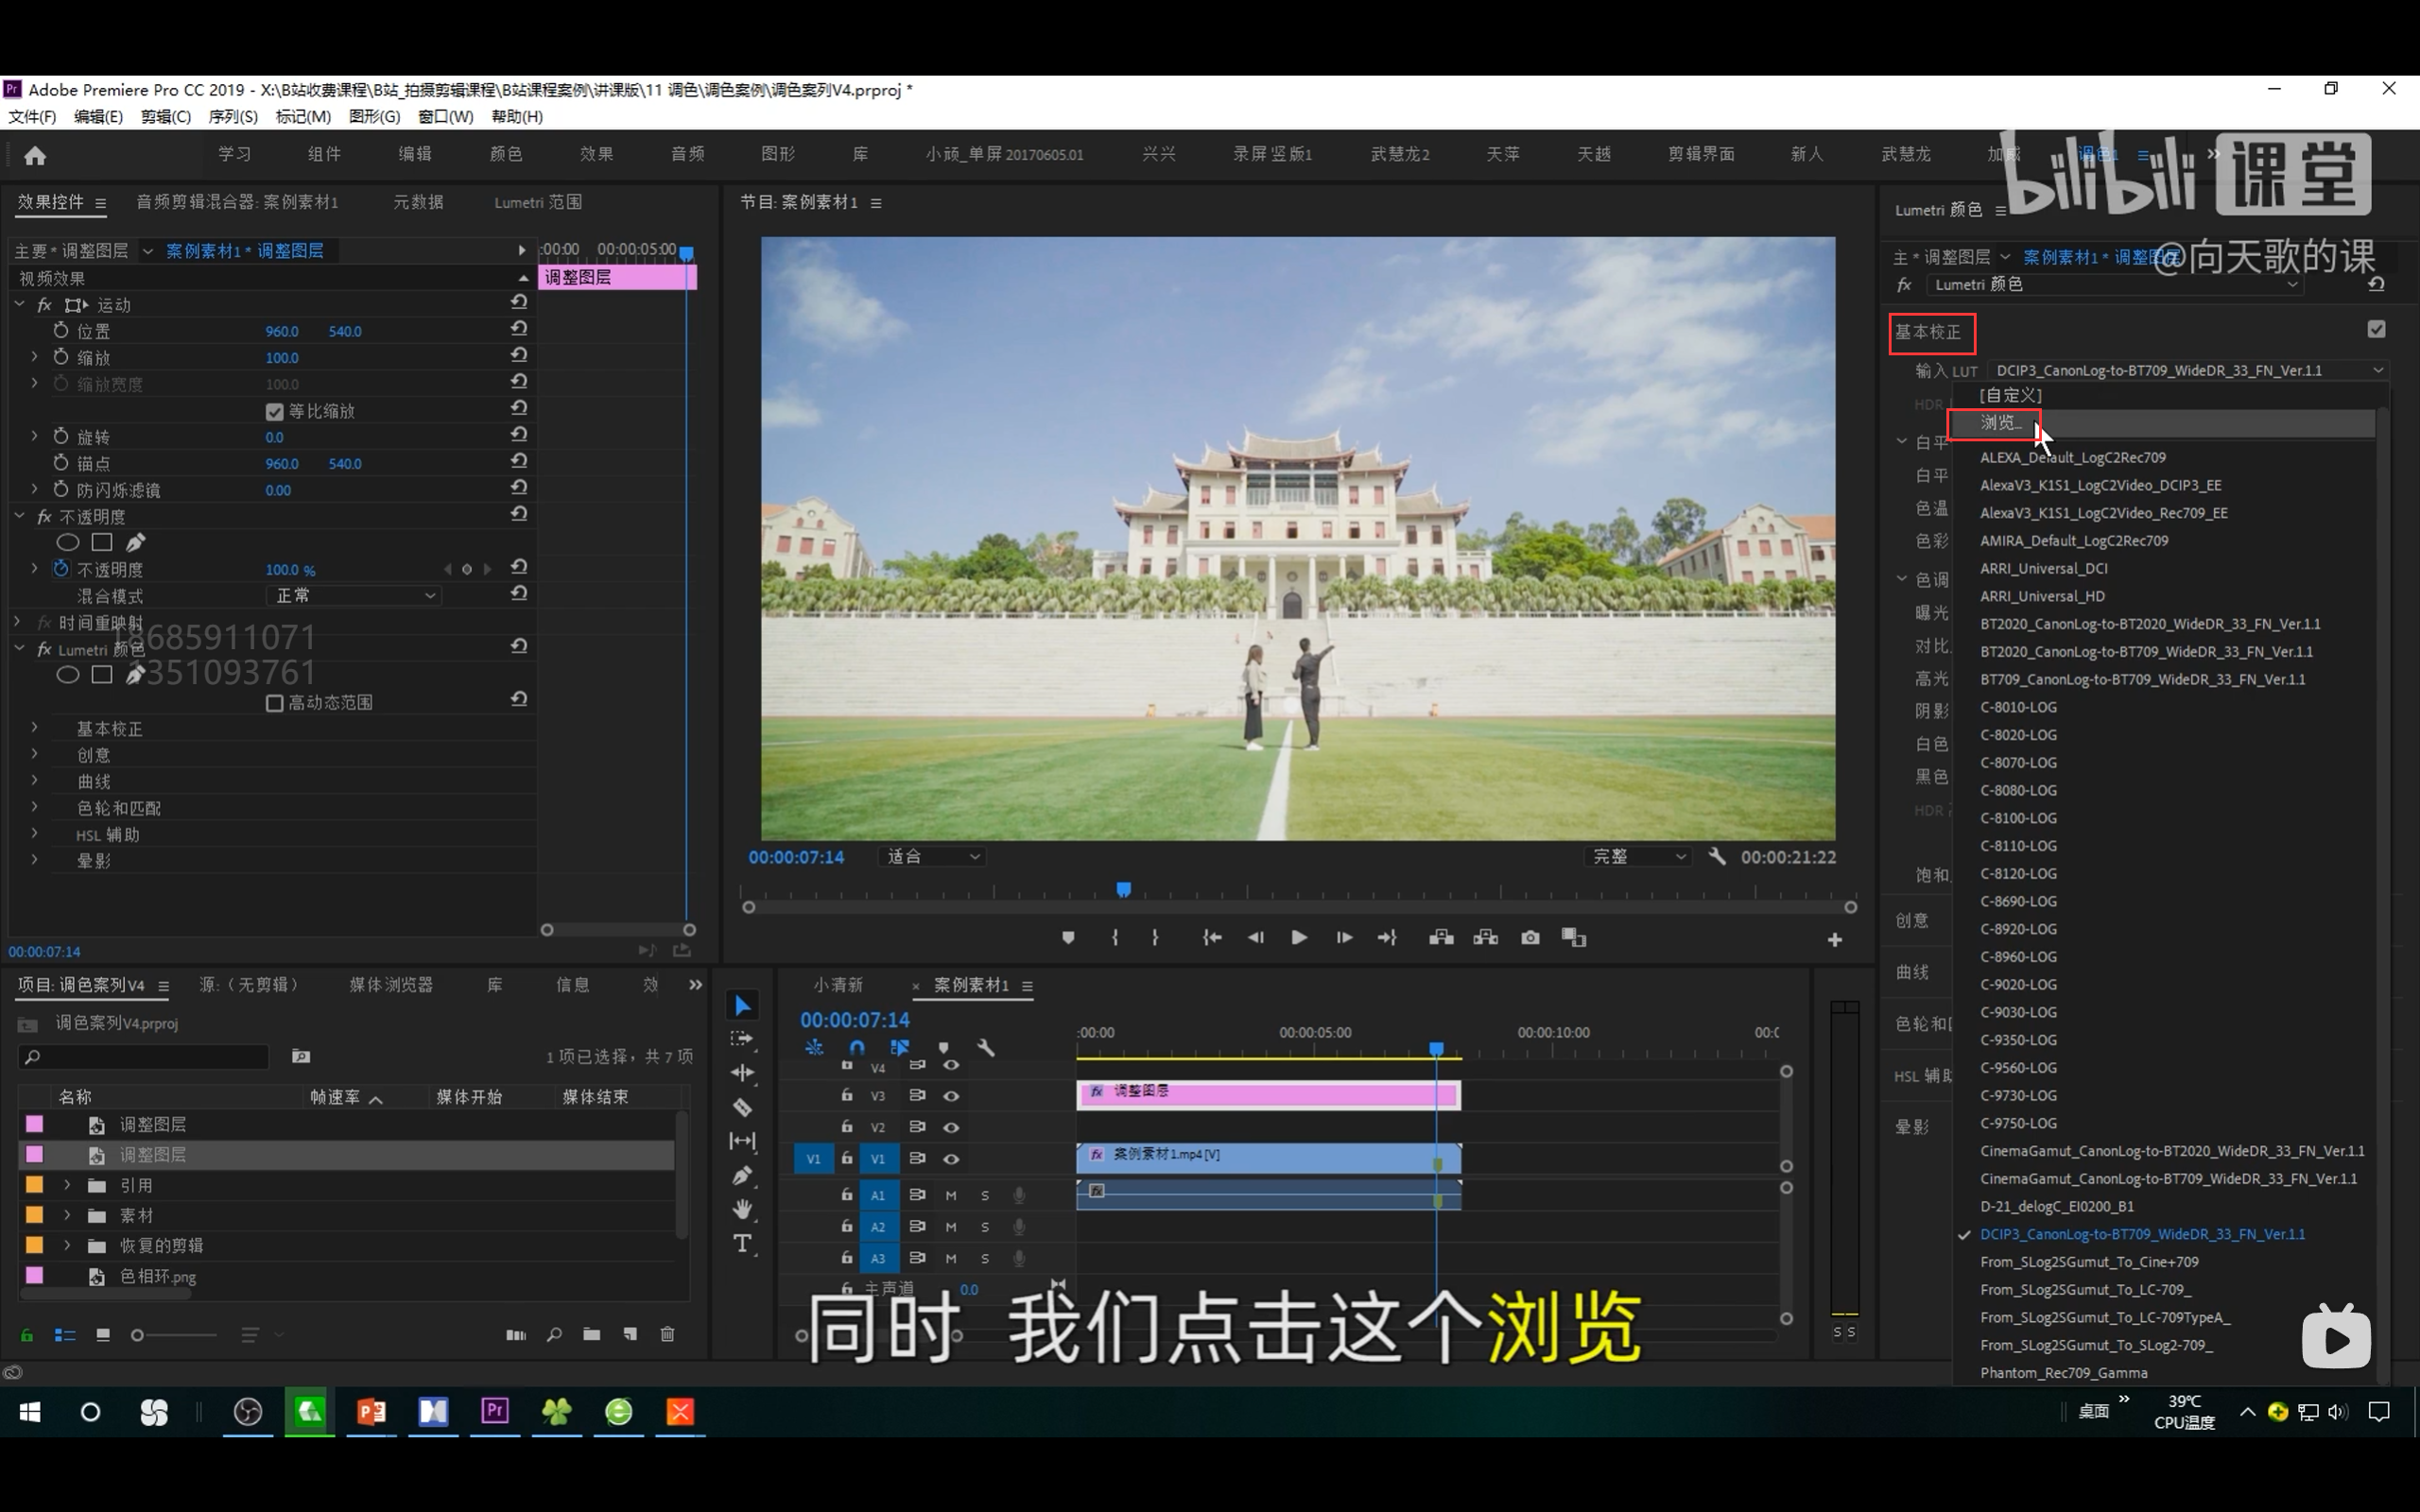 Adobe Premiere Pro CC 2019 - X:\B站收费课程\B站_拍摄剪辑课程\B站课程案例\讲课版\11 调色\调色案例\调色案列V4.prproj *
文件(F) 编辑(E) 剪辑(C) 序列(S) 标记(M) 图形(G) 窗口(W) 帮助(H)
学习 组件 编辑 颜色 效果 音频 图形 库 小顽_单屏20170605.01 兴兴 录屏竖版1 武慧龙2 天萍 天越 剪辑界面 新人 武慧龙 加威 调色1
bilibili 课堂
@向天歌的课
效果控件 音频剪辑混合器: 案例素材1 元数据 Lumetri 范围
主要 * 调整图层 案例素材1 * 调整图层
:00:00 00:00:05:00
视频效果
调整图层
fx 运动
位置 960.0 540.0
缩放 100.0
缩放宽度 100.0
等比缩放
旋转 0.0
锚点 960.0 540.0
防闪烁滤镜 0.00
fx 不透明度
不透明度 100.0 %
混合模式 正常
fx 时间重映射
18685911071
fx Lumetri 颜色
1351093761
高动态范围
基本校正
创意
曲线
色轮和匹配
HSL 辅助
晕影
00:00:07:14
节目: 案例素材1
00:00:07:14 适合 完整 00:00:21:22
Lumetri 颜色
主 * 调整图层 案例素材1 * 调整图层
fx Lumetri 颜色
基本校正
输入 LUT DCIP3_CanonLog-to-BT709_WideDR_33_FN_Ver.1.1
HDR
白平
白平
色温
色彩
色调
曝光
对比
高光
阴影
白色
黑色
HDR
饱和
创意
曲线
色轮和
HSL 辅助
晕影
[自定义]
浏览...
ALEXA_Default_LogC2Rec709
AlexaV3_K1S1_LogC2Video_DCIP3_EE
AlexaV3_K1S1_LogC2Video_Rec709_EE
AMIRA_Default_LogC2Rec709
ARRI_Universal_DCI
ARRI_Universal_HD
BT2020_CanonLog-to-BT2020_WideDR_33_FN_Ver.1.1
BT2020_CanonLog-to-BT709_WideDR_33_FN_Ver.1.1
BT709_CanonLog-to-BT709_WideDR_33_FN_Ver.1.1
C-8010-LOG
C-8020-LOG
C-8070-LOG
C-8080-LOG
C-8100-LOG
C-8110-LOG
C-8120-LOG
C-8690-LOG
C-8920-LOG
C-8960-LOG
C-9020-LOG
C-9030-LOG
C-9350-LOG
C-9560-LOG
C-9730-LOG
C-9750-LOG
CinemaGamut_CanonLog-to-BT2020_WideDR_33_FN_Ver.1.1
CinemaGamut_CanonLog-to-BT709_WideDR_33_FN_Ver.1.1
D-21_delogC_EI0200_B1
DCIP3_CanonLog-to-BT709_WideDR_33_FN_Ver.1.1
From_SLog2SGumut_To_Cine+709
From_SLog2SGumut_To_LC-709_
From_SLog2SGumut_To_LC-709TypeA_
From_SLog2SGumut_To_SLog2-709_
Phantom_Rec709_Gamma
项目: 调色案列V4 源:（无剪辑） 媒体浏览器 库 信息 效
调色案列V4.prproj
1 项已选择，共 7 项
名称 帧速率 媒体开始 媒体结束
调整图层
调整图层
引用
素材
恢复的剪辑
色相环.png
小清新 × 案例素材1
00:00:07:14
:00:00 00:00:05:00 00:00:10:00 00:(
V4
V3 fx 调整图层
V2
V1 V1 fx 案例素材1.mp4 [V]
A1 M S fx
A2 M S
A3 M S
主声道 0.0
S S
同时 我们点击这个浏览
桌面 39℃
CPU温度